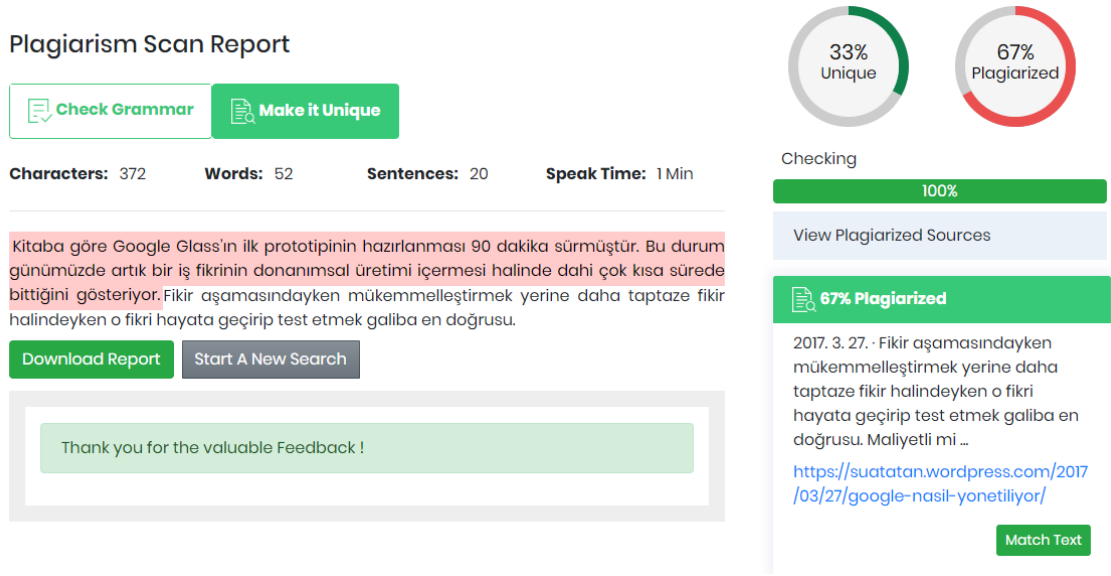 Plagiarism Scan Report
Check Grammar
Make it Unique
Characters: 372 Words: 52 Sentences: 20 Speak Time: 1 Min
Kitaba göre Google Glass'ın ilk prototipinin hazırlanması 90 dakika sürmüştür. Bu durum
günümüzde artık bir iş fikrinin donanımsal üretimi içermesi halinde dahi çok kısa sürede
bittiğini gösteriyor. Fikir aşamasındayken mükemmelleştirmek yerine daha taptaze fikir
halindeyken o fikri hayata geçirip test etmek galiba en doğrusu.
Download Report
Start A New Search
Thank you for the valuable Feedback !
33%
Unique
67%
Plagiarized
Checking
100%
View Plagiarized Sources
67% Plagiarized
2017. 3. 27. · Fikir aşamasındayken
mükemmelleştirmek yerine daha
taptaze fikir halindeyken o fikri
hayata geçirip test etmek galiba en
doğrusu. Maliyetli mi ...
https://suatatan.wordpress.com/2017
/03/27/google-nasil-yonetiliyor/
Match Text